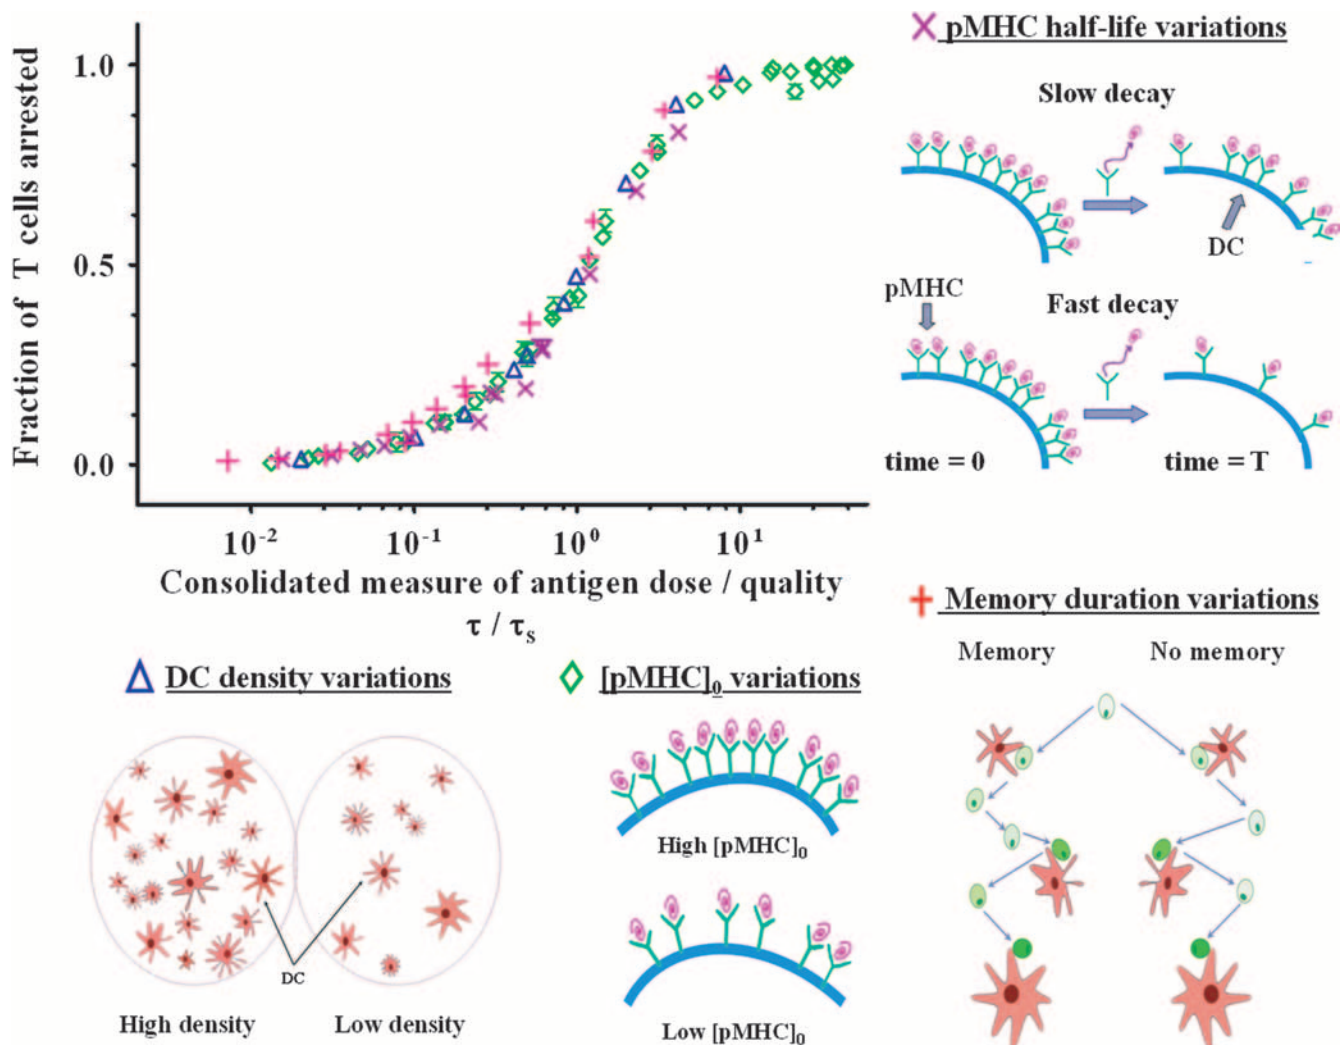 Fraction of T cells arrested
1.0
0.5
0.0
10⁻²
10⁻¹
10⁰
10¹
Consolidated measure of antigen dose / quality
τ / τₛ
pMHC half-life variations
Slow decay
DC
pMHC
Fast decay
time = 0
time = T
DC density variations
DC
High density
Low density
[pMHC]₀ variations
High [pMHC]₀
Low [pMHC]₀
Memory duration variations
Memory
No memory